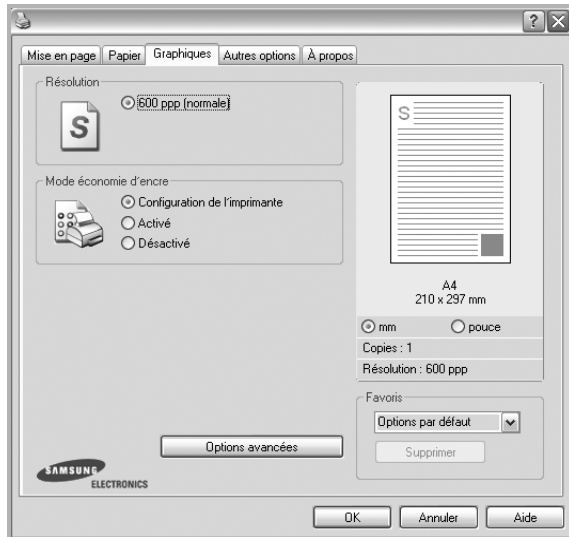 Mise en page Papier Graphiques Autres options À propos
Résolution
600 ppp (normale)
S
Mode économie d'encre
Configuration de l'imprimante
Activé
Désactivé
Options avancées
SAMSUNG
ELECTRONICS
S
A4
210 x 297 mm
mm pouce
Copies : 1
Résolution : 600 ppp
Favoris
Options par défaut
Supprimer
OK Annuler Aide